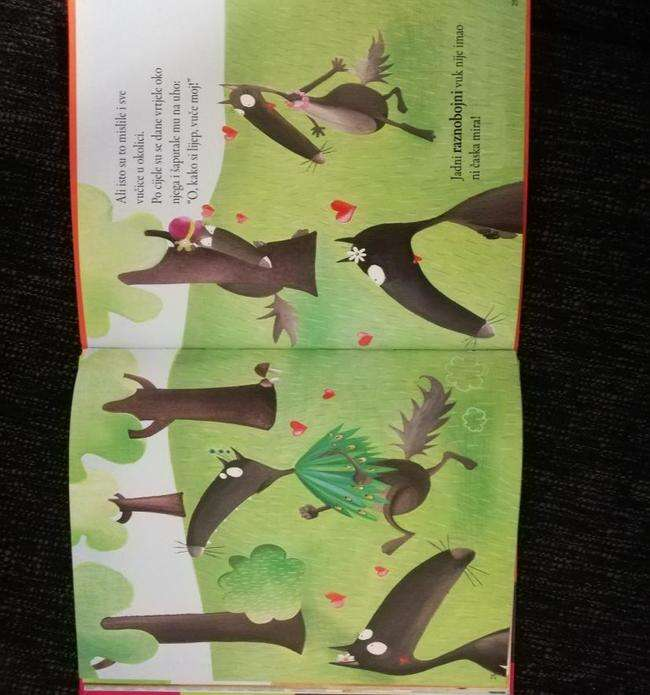 Ali isto su to mislile i sve
vučice u okolici.
Po cijele su se dane vrtjele oko
njega i šaputale mu na uho:
"O, kako si lijep, vuče moj!"
Jadni raznobojni vuk nije imao
ni časka mira!